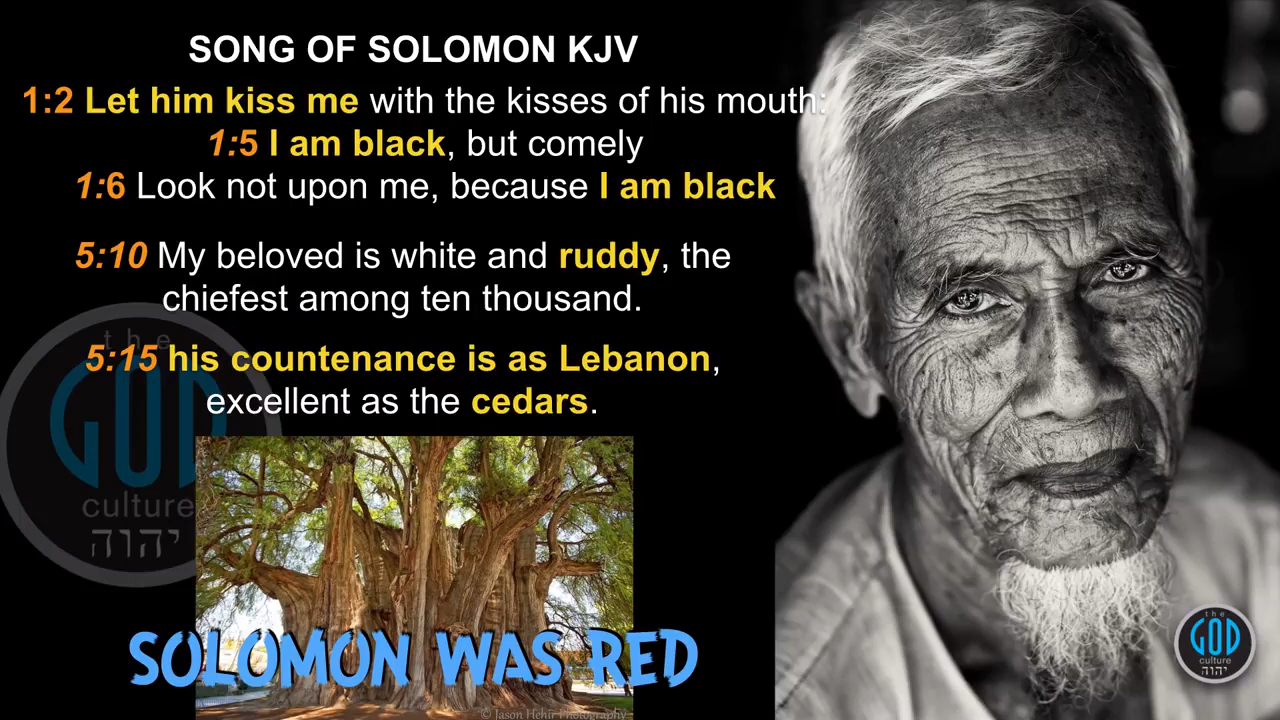 SONG OF SOLOMON KJV
1:2 Let him kiss me with the kisses of his mouth:
1:5 I am black, but comely
1:6 Look not upon me, because I am black
5:10 My beloved is white and ruddy, the
chiefest among ten thousand.
5:15 his countenance is as Lebanon,
excellent as the cedars.
the
GOD
culture
יהוה
SOLOMON WAS RED
© Jason Hehir Photography
the
GOD
culture
יהוה